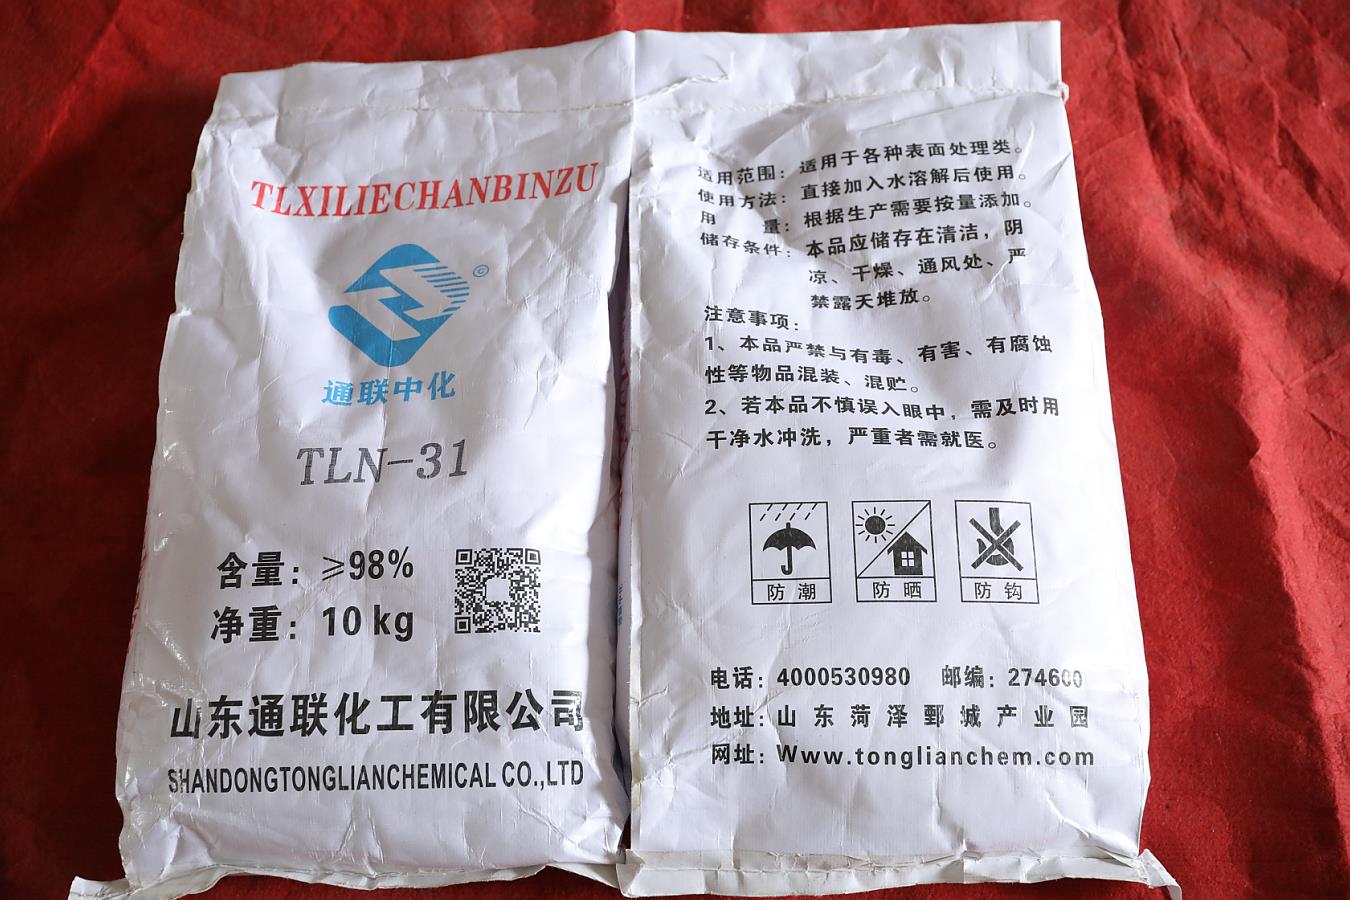 TLXILIECHANBINZU
©
通联中化
TLN-31
含量：≥98%
净重：10kg
山东通联化工有限公司
SHANDONGTONGLIANCHEMICAL CO.,LTD
适用范围：适用于各种表面处理类。
使用方法：直接加入水溶解后使用。
用 量：根据生产需要按量添加。
储存条件：本品应储存在清洁，阴
凉、干燥、通风处、严
禁露天堆放。
注意事项：
1、本品严禁与有毒、有害、有腐蚀
性等物品混装、混贮。
2、若本品不慎误入眼中，需及时用
干净水冲洗，严重者需就医。
防潮
防晒
防钩
电话：4000530980 邮编：274600
地址：山东菏泽鄄城产业园
网址：Www.tonglianchem.com